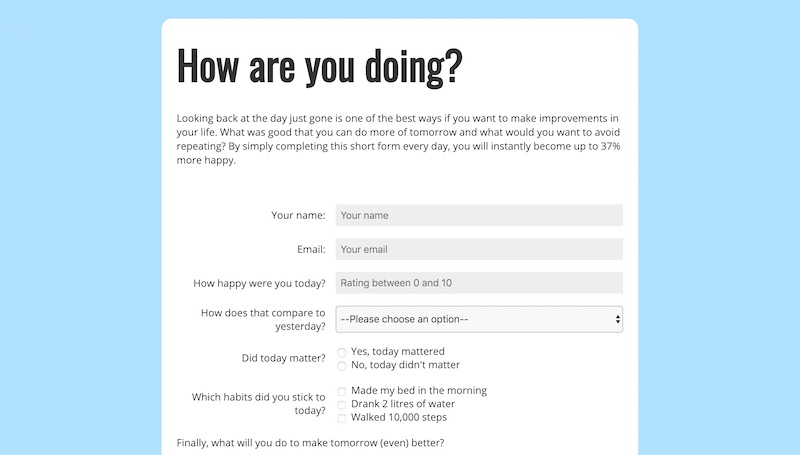 How are you doing?
Looking back at the day just gone is one of the best ways if you want to make improvements in
your life. What was good that you can do more of tomorrow and what would you want to avoid
repeating? By simply completing this short form every day, you will instantly become up to 37%
more happy.
Your name: Your name
Email: Your email
How happy were you today? Rating between 0 and 10
How does that compare to
yesterday?
--Please choose an option--
Did today matter?
Yes, today mattered
No, today didn't matter
Which habits did you stick to
today?
Made my bed in the morning
Drank 2 litres of water
Walked 10,000 steps
Finally, what will you do to make tomorrow (even) better?